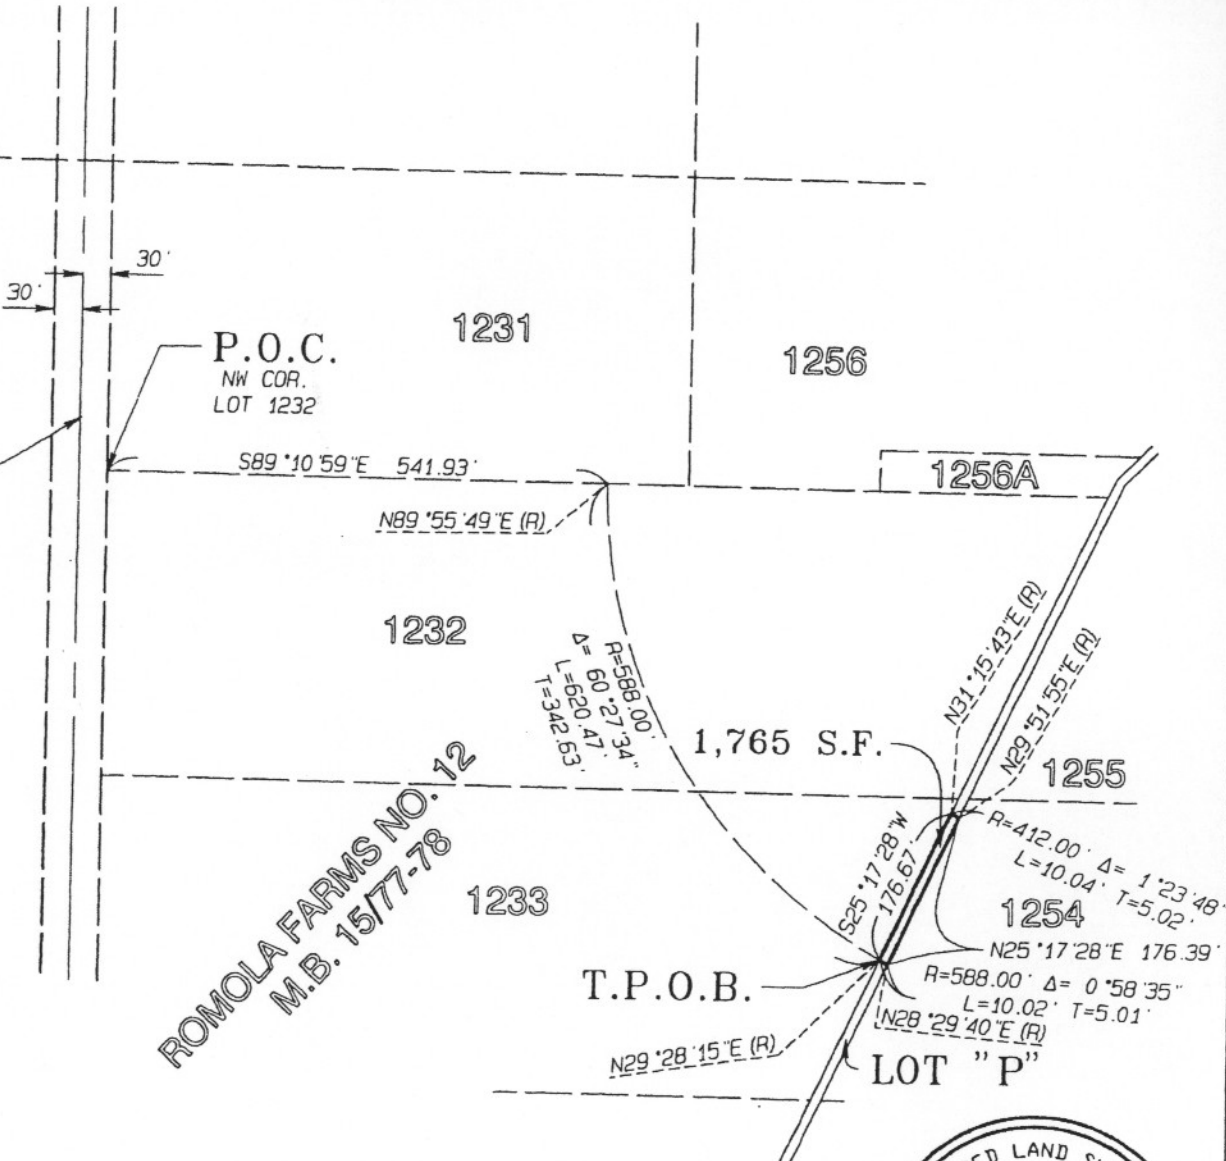 30'
30'
P.O.C.
NW COR.
LOT 1232
1231
1256
S89°10'59"E 541.93'
1256A
N89°55'49"E (R)
1232
R=588.00'
Δ= 60°27'34"
L=620.47'
T=342.63'
N31°15'43"E (R)
N29°51'55"E (R)
1,765 S.F.
1255
ROMOLA FARMS NO. 12
M.B. 15/77-78
1233
S25°17'28"W
176.67
R=412.00' Δ= 1°23'48"
L=10.04' T=5.02'
1254
N25°17'28"E 176.39'
T.P.O.B.
R=588.00' Δ= 0°58'35"
L=10.02' T=5.01'
N28°29'40"E (R)
N29°28'15"E (R)
LOT "P"
LAND